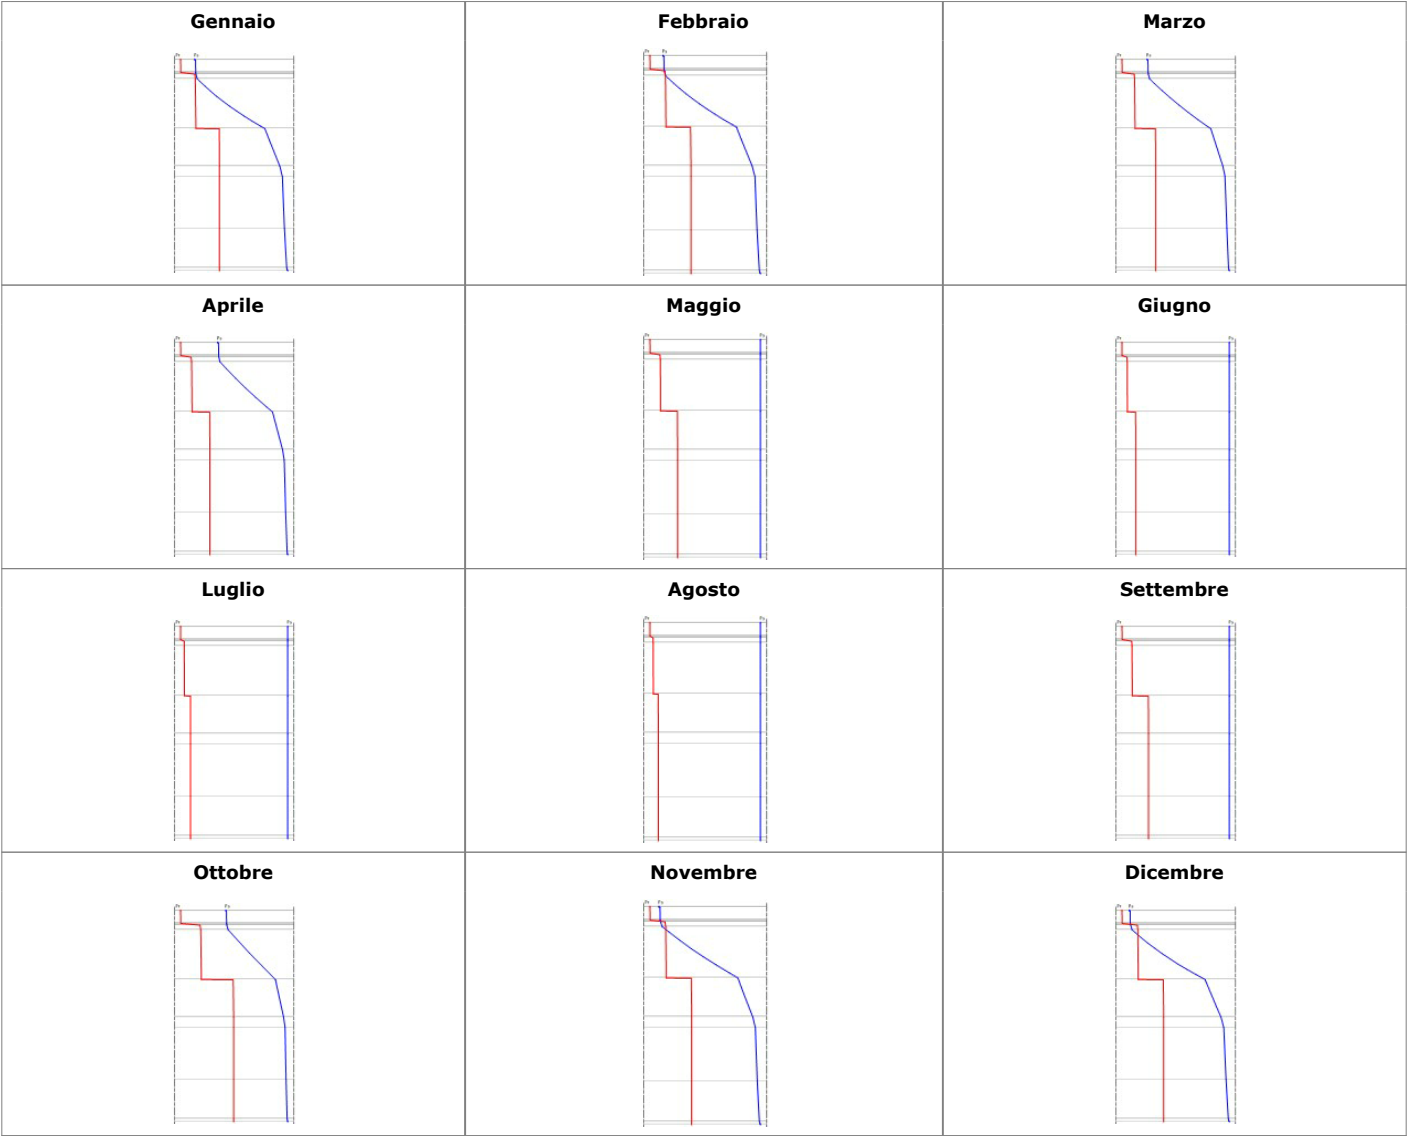 Gennaio Febbraio Marzo
Aprile Maggio Giugno
Luglio Agosto Settembre
Ottobre Novembre Dicembre